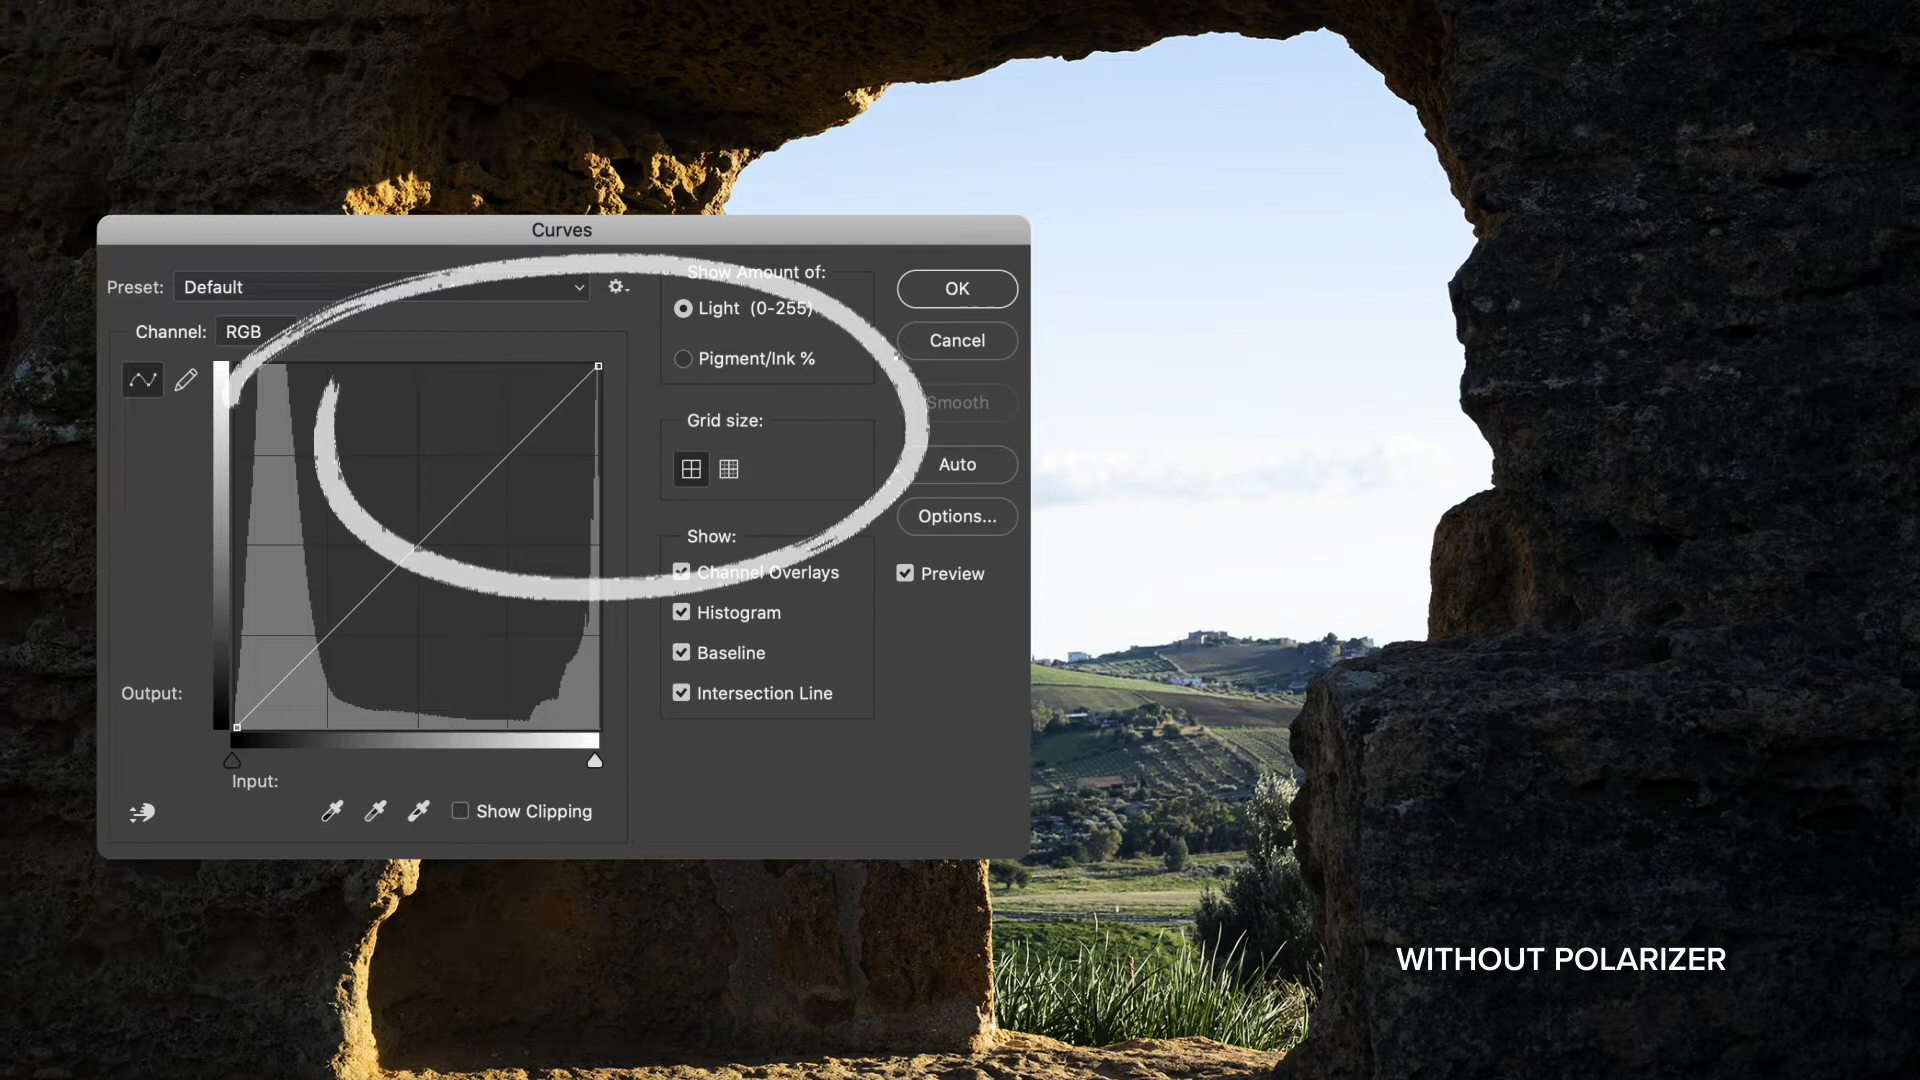 Curves
Preset: Default
Show Amount of:
Light (0-255)
OK
Channel: RGB
Cancel
Pigment/Ink %
Smooth
Grid size:
Auto
Options...
Show:
Channel Overlays
Preview
Histogram
Baseline
Output:
Intersection Line
Input:
Show Clipping
WITHOUT POLARIZER